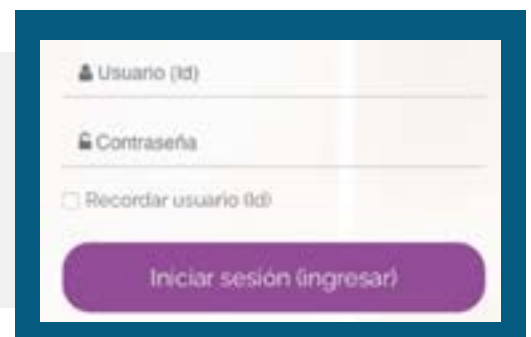 Usuario (Id)
Contraseña
Recordar usuario (Id)
Iniciar sesión (ingresar)